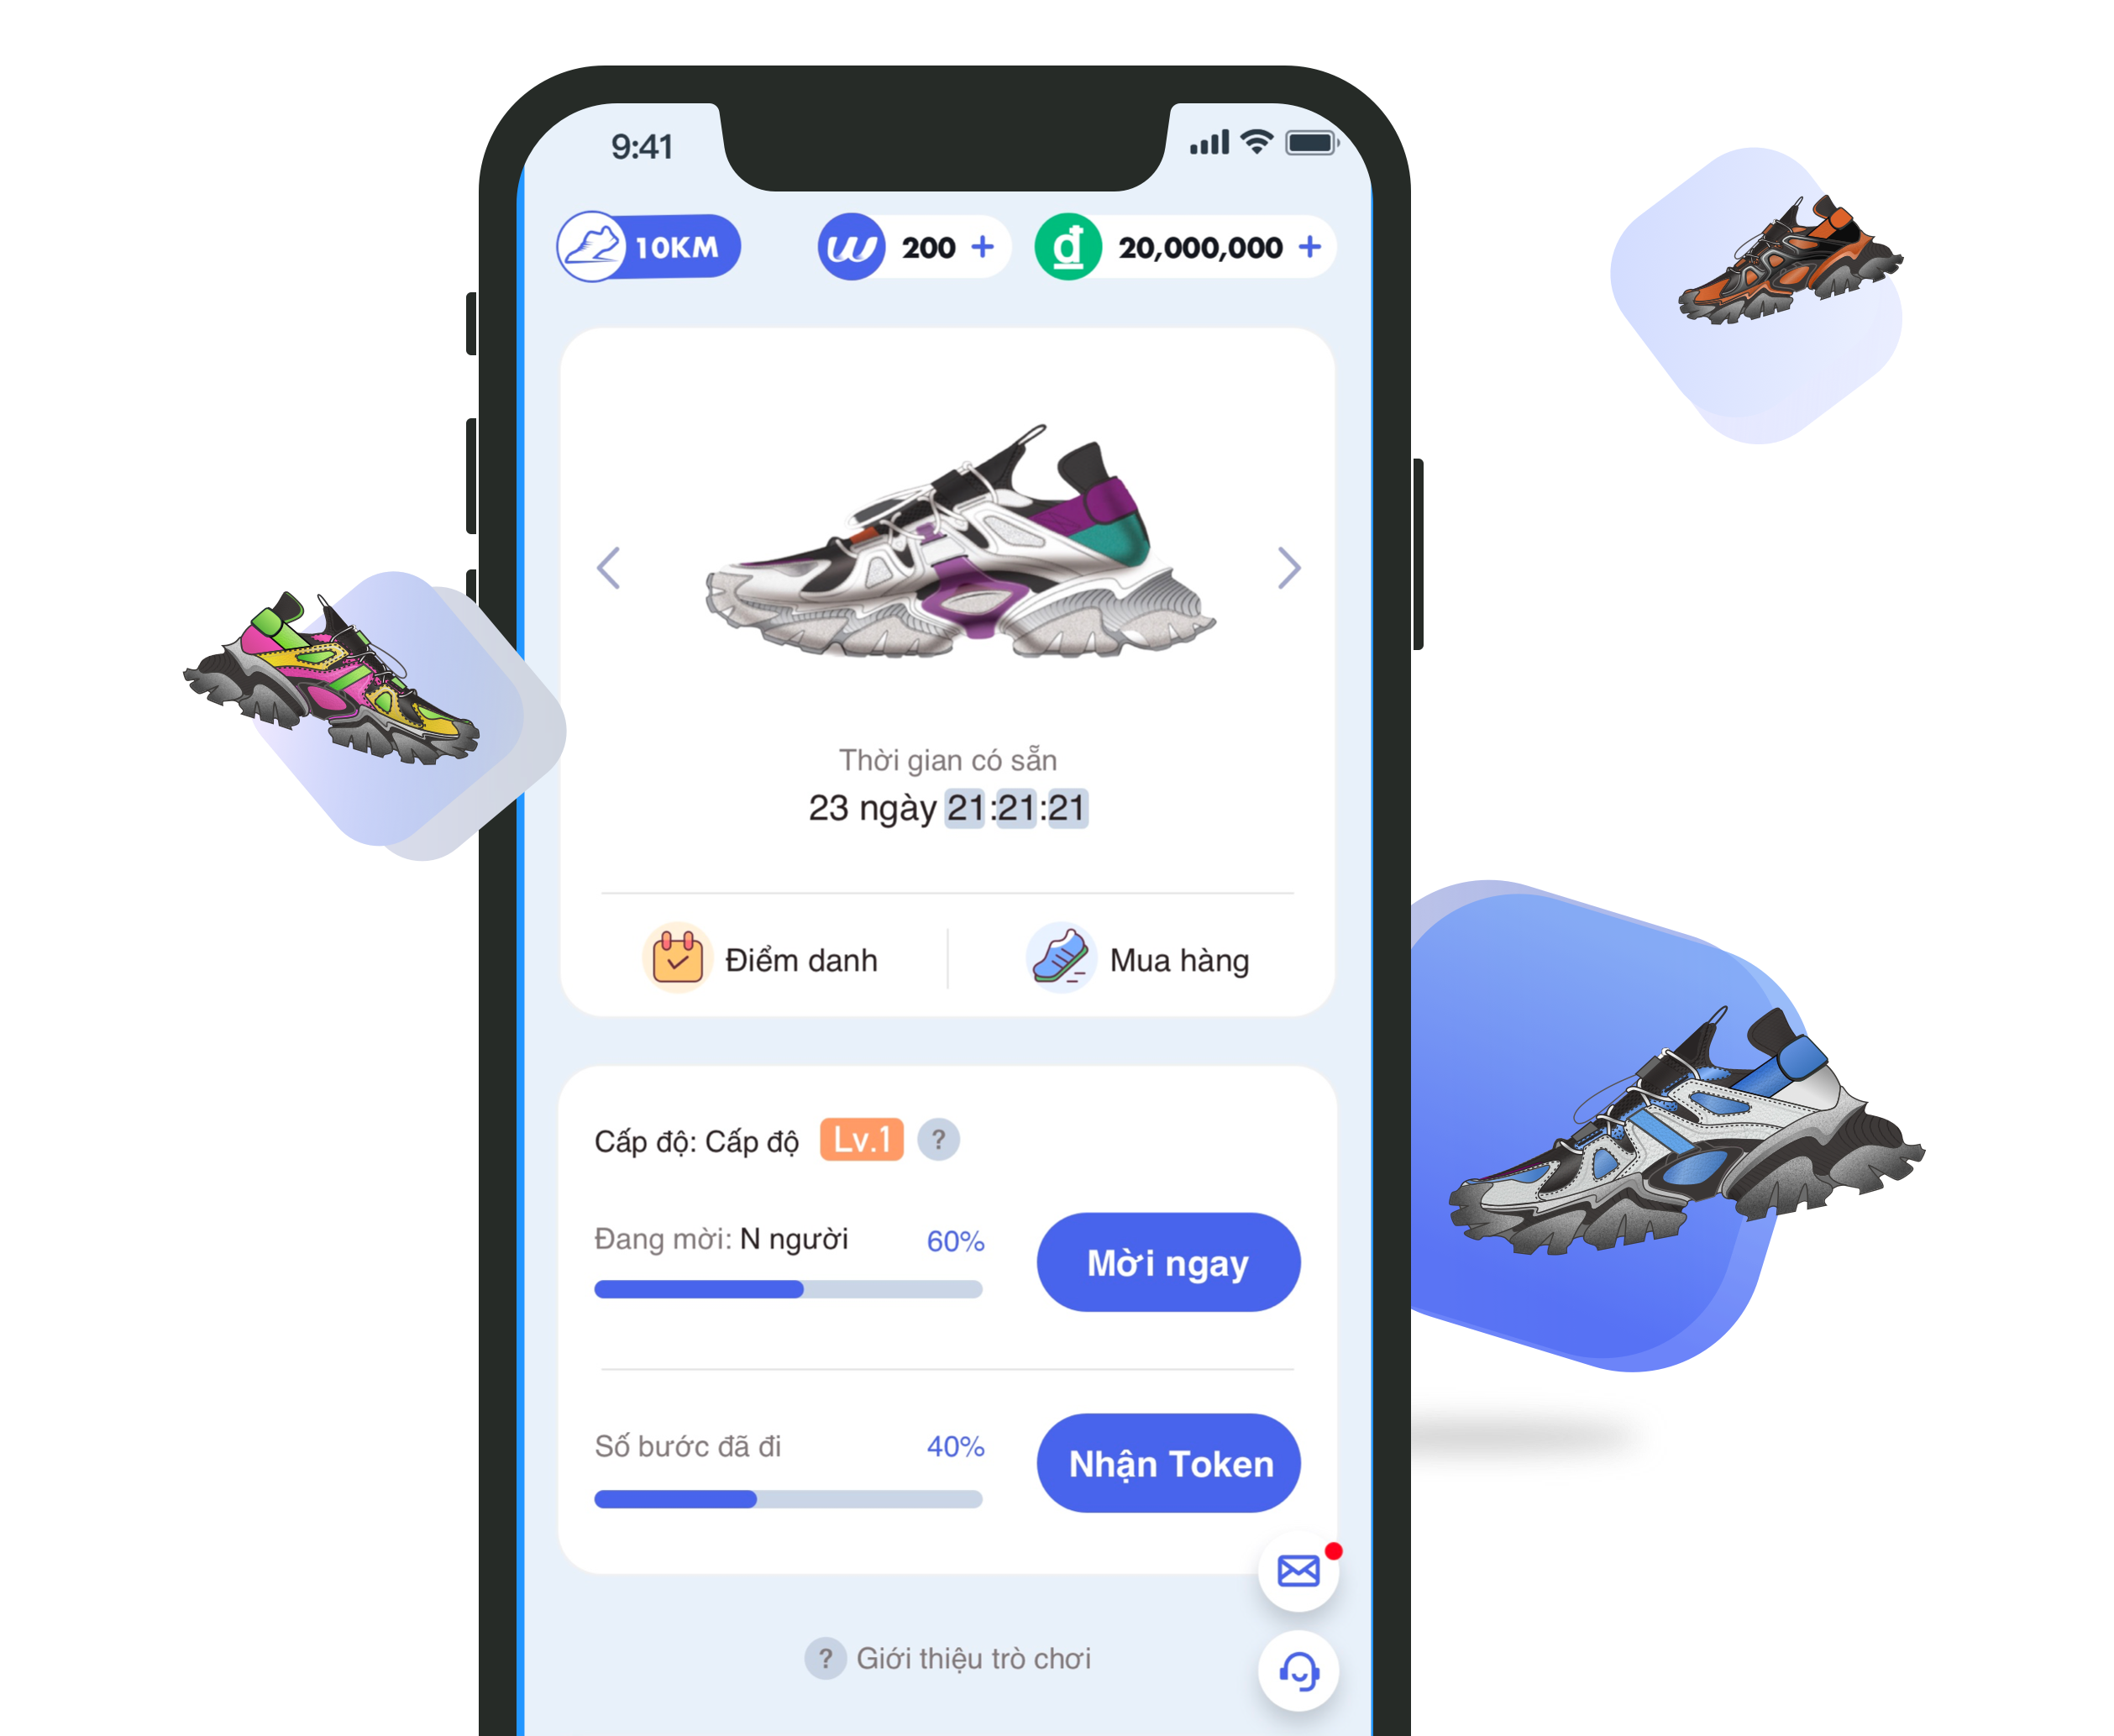 9:41
10KM
200 +
20,000,000 +
Thời gian có sẵn
23 ngày 21:21:21
Điểm danh
Mua hàng
Cấp độ: Cấp độ Lv.1 ?
Đang mời: N người 60%
Mời ngay
Số bước đã đi 40%
Nhận Token
? Giới thiệu trò chơi